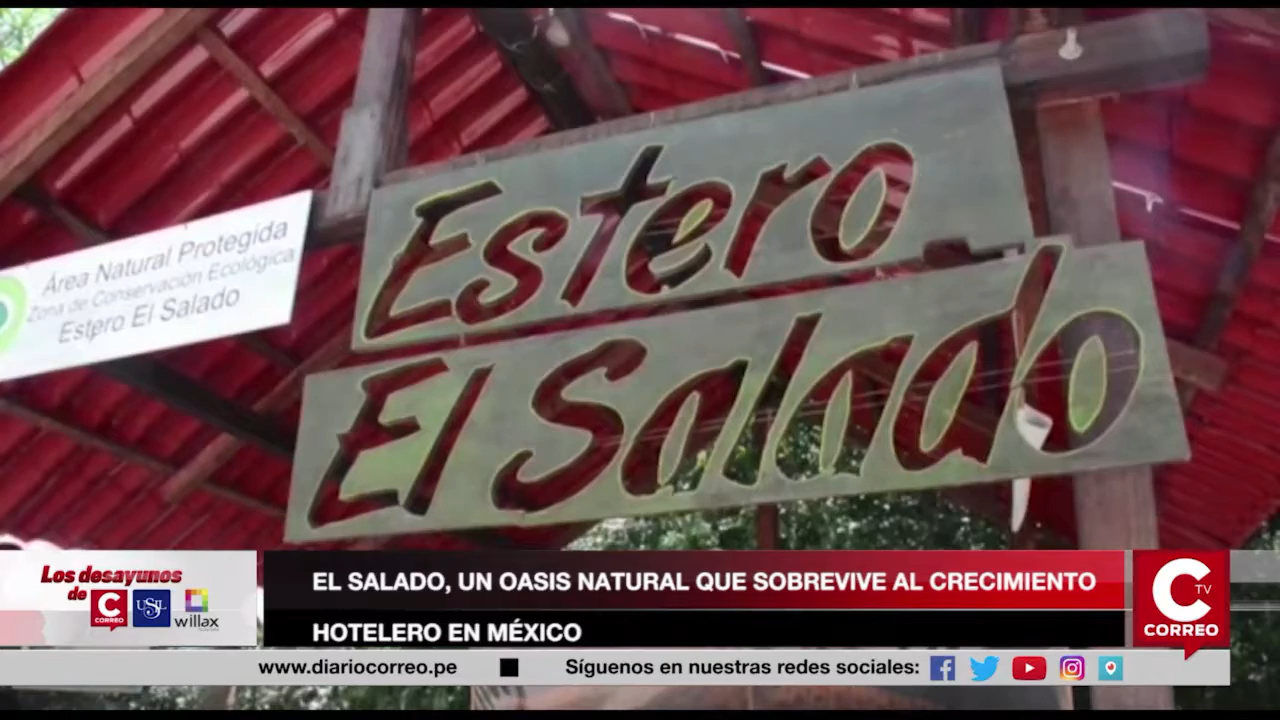 Estero
El Salado
Área Natural Protegida
Zona de Conservación Ecológica
Estero El Salado
Los desayunos
de C CORREO USIL willax
EL SALADO, UN OASIS NATURAL QUE SOBREVIVE AL CRECIMIENTO
HOTELERO EN MÉXICO
C TV
CORREO
www.diariocorreo.pe ■ Síguenos en nuestras redes sociales: